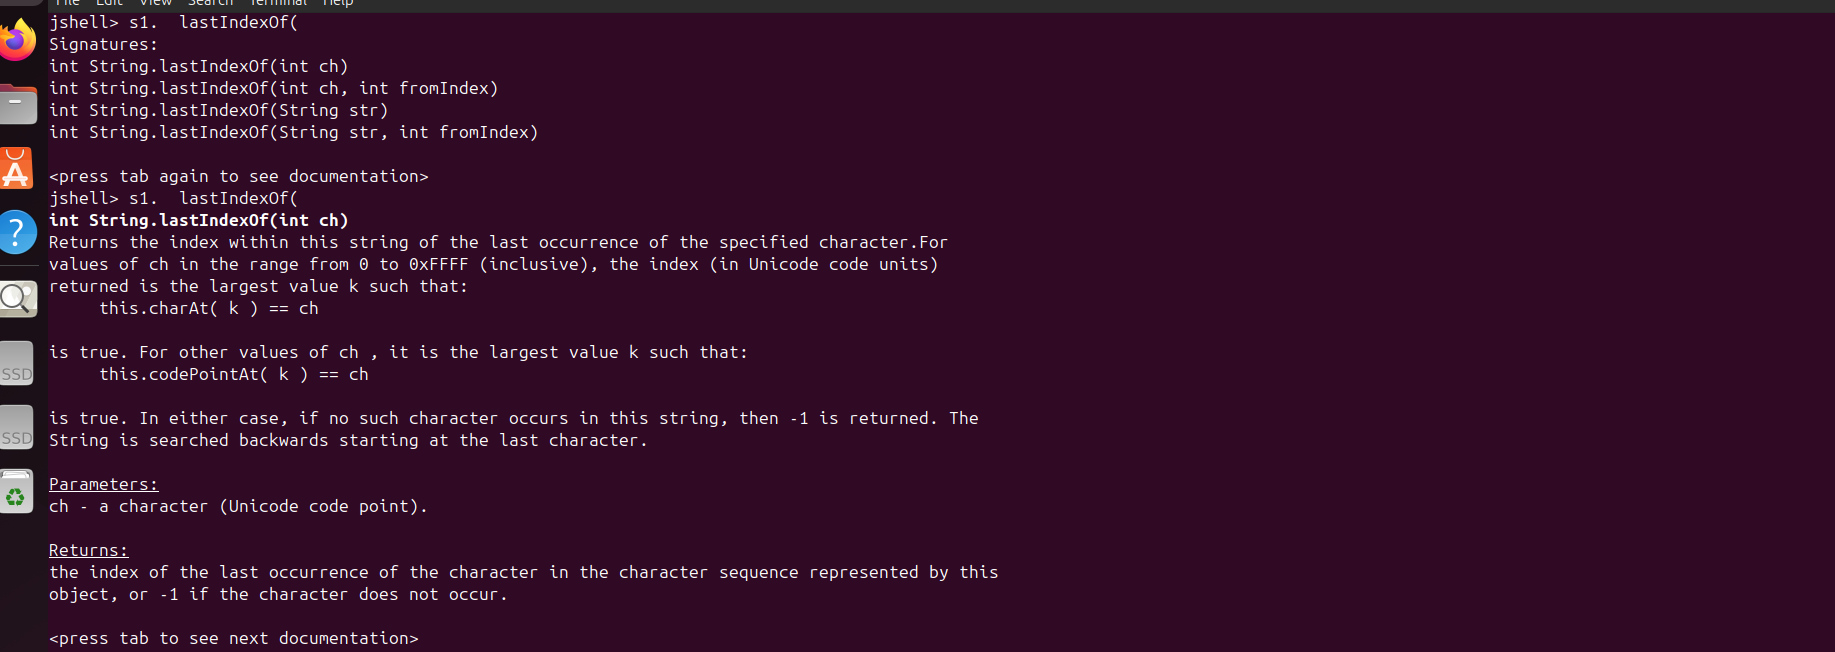 File Edit View Search Terminal Help
jshell> s1.  lastIndexOf(
Signatures:
int String.lastIndexOf(int ch)
int String.lastIndexOf(int ch, int fromIndex)
int String.lastIndexOf(String str)
int String.lastIndexOf(String str, int fromIndex)
<press tab again to see documentation>
jshell> s1.  lastIndexOf(
int String.lastIndexOf(int ch)
Returns the index within this string of the last occurrence of the specified character.For
values of ch in the range from 0 to 0xFFFF (inclusive), the index (in Unicode code units)
returned is the largest value k such that:
this.charAt( k ) == ch
is true. For other values of ch , it is the largest value k such that:
this.codePointAt( k ) == ch
is true. In either case, if no such character occurs in this string, then -1 is returned. The
String is searched backwards starting at the last character.
Parameters:
ch - a character (Unicode code point).
Returns:
the index of the last occurrence of the character in the character sequence represented by this
object, or -1 if the character does not occur.
<press tab to see next documentation>
SSD
SSD